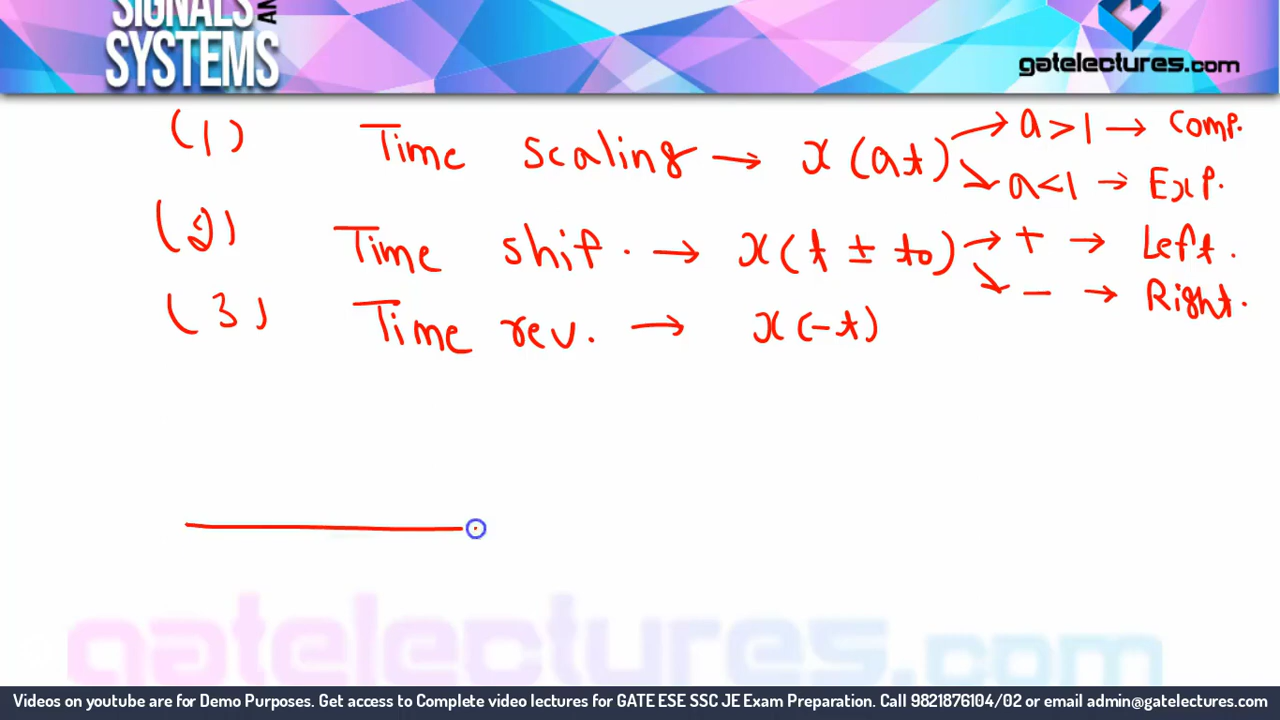 SIGNALS AND
SYSTEMS
gatelectures.com
(1) Time scaling → x(at) → a>1 → Comp.
→ a<1 → Exp.
(2) Time shif. → x(t ± to) → + → Left.
→ - → Right.
(3) Time rev. → x(-t)
gatelectures.com
Videos on youtube are for Demo Purposes. Get access to Complete video lectures for GATE ESE SSC JE Exam Preparation. Call 9821876104/02 or email admin@gatelectures.com